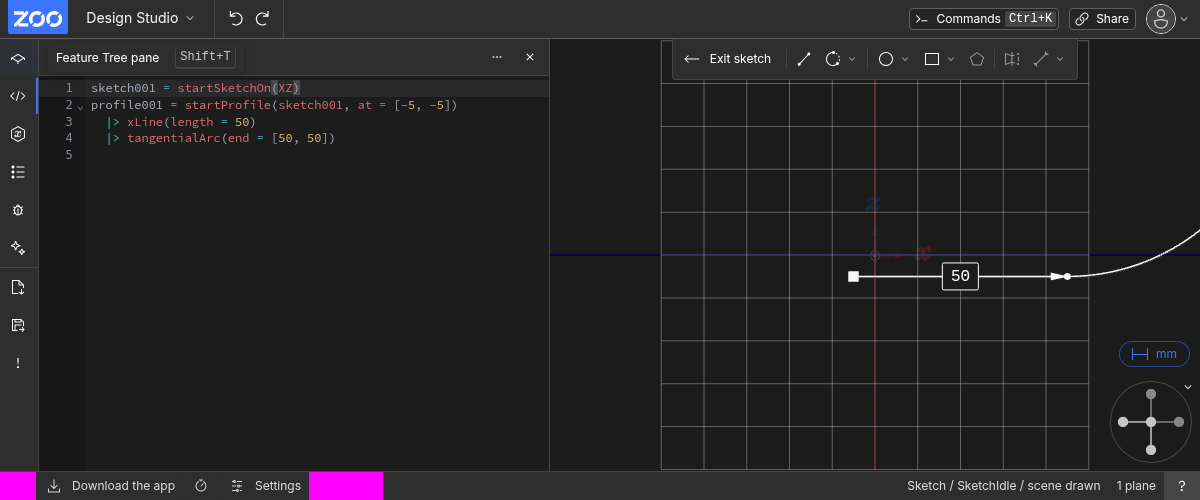 ZOO Design Studio Commands Ctrl+K Share
Feature Tree pane Shift+T ... ×
Exit sketch
1 sketch001 = startSketchOn(XZ)
2 profile001 = startProfile(sketch001, at = [-5, -5])
3 |> xLine(length = 50)
4 |> tangentialArc(end = [50, 50])
5
z
x
50
mm
Download the app Settings Sketch / SketchIdle / scene drawn 1 plane ?